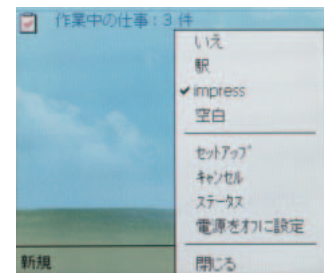 作業中の仕事：3 件
いえ
駅
✔impress
空白
セットアップ
キャンセル
ステータス
電源をオフに設定
閉じる
新規